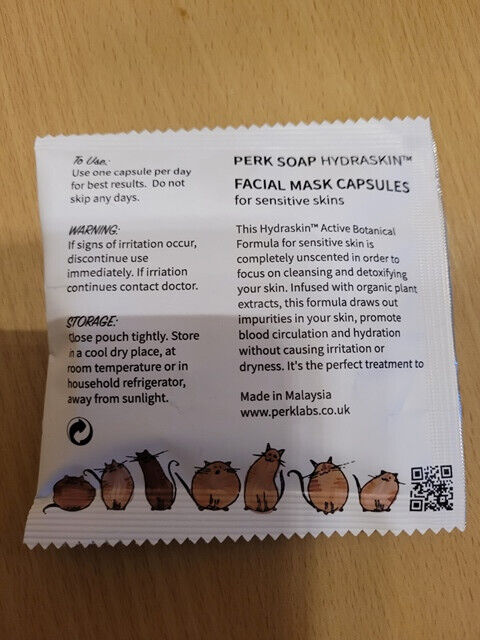 To Use:
Use one capsule per day
for best results. Do not
skip any days.
WARNING:
If signs of irritation occur,
discontinue use
immediately. If irriation
continues contact doctor.
STORAGE:
Close pouch tightly. Store
in a cool dry place, at
room temperature or in
household refrigerator,
away from sunlight.
PERK SOAP HYDRASKIN™
FACIAL MASK CAPSULES
for sensitive skins
This Hydraskin™ Active Botanical
Formula for sensitive skin is
completely unscented in order to
focus on cleansing and detoxifying
your skin. Infused with organic plant
extracts, this formula draws out
impurities in your skin, promote
blood circulation and hydration
without causing irritation or
dryness. It's the perfect treatment to
Made in Malaysia
www.perklabs.co.uk